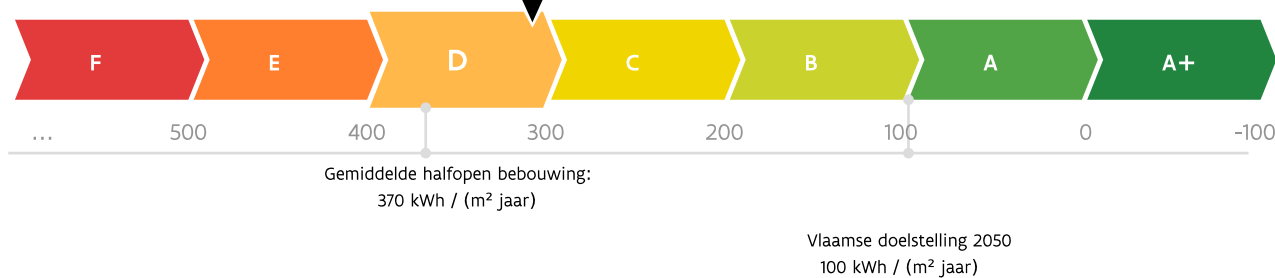 F E D C B A A+
... 500 400 300 200 100 0 -100
Gemiddelde halfopen bebouwing:
370 kWh / (m² jaar)
Vlaamse doelstelling 2050
100 kWh / (m² jaar)